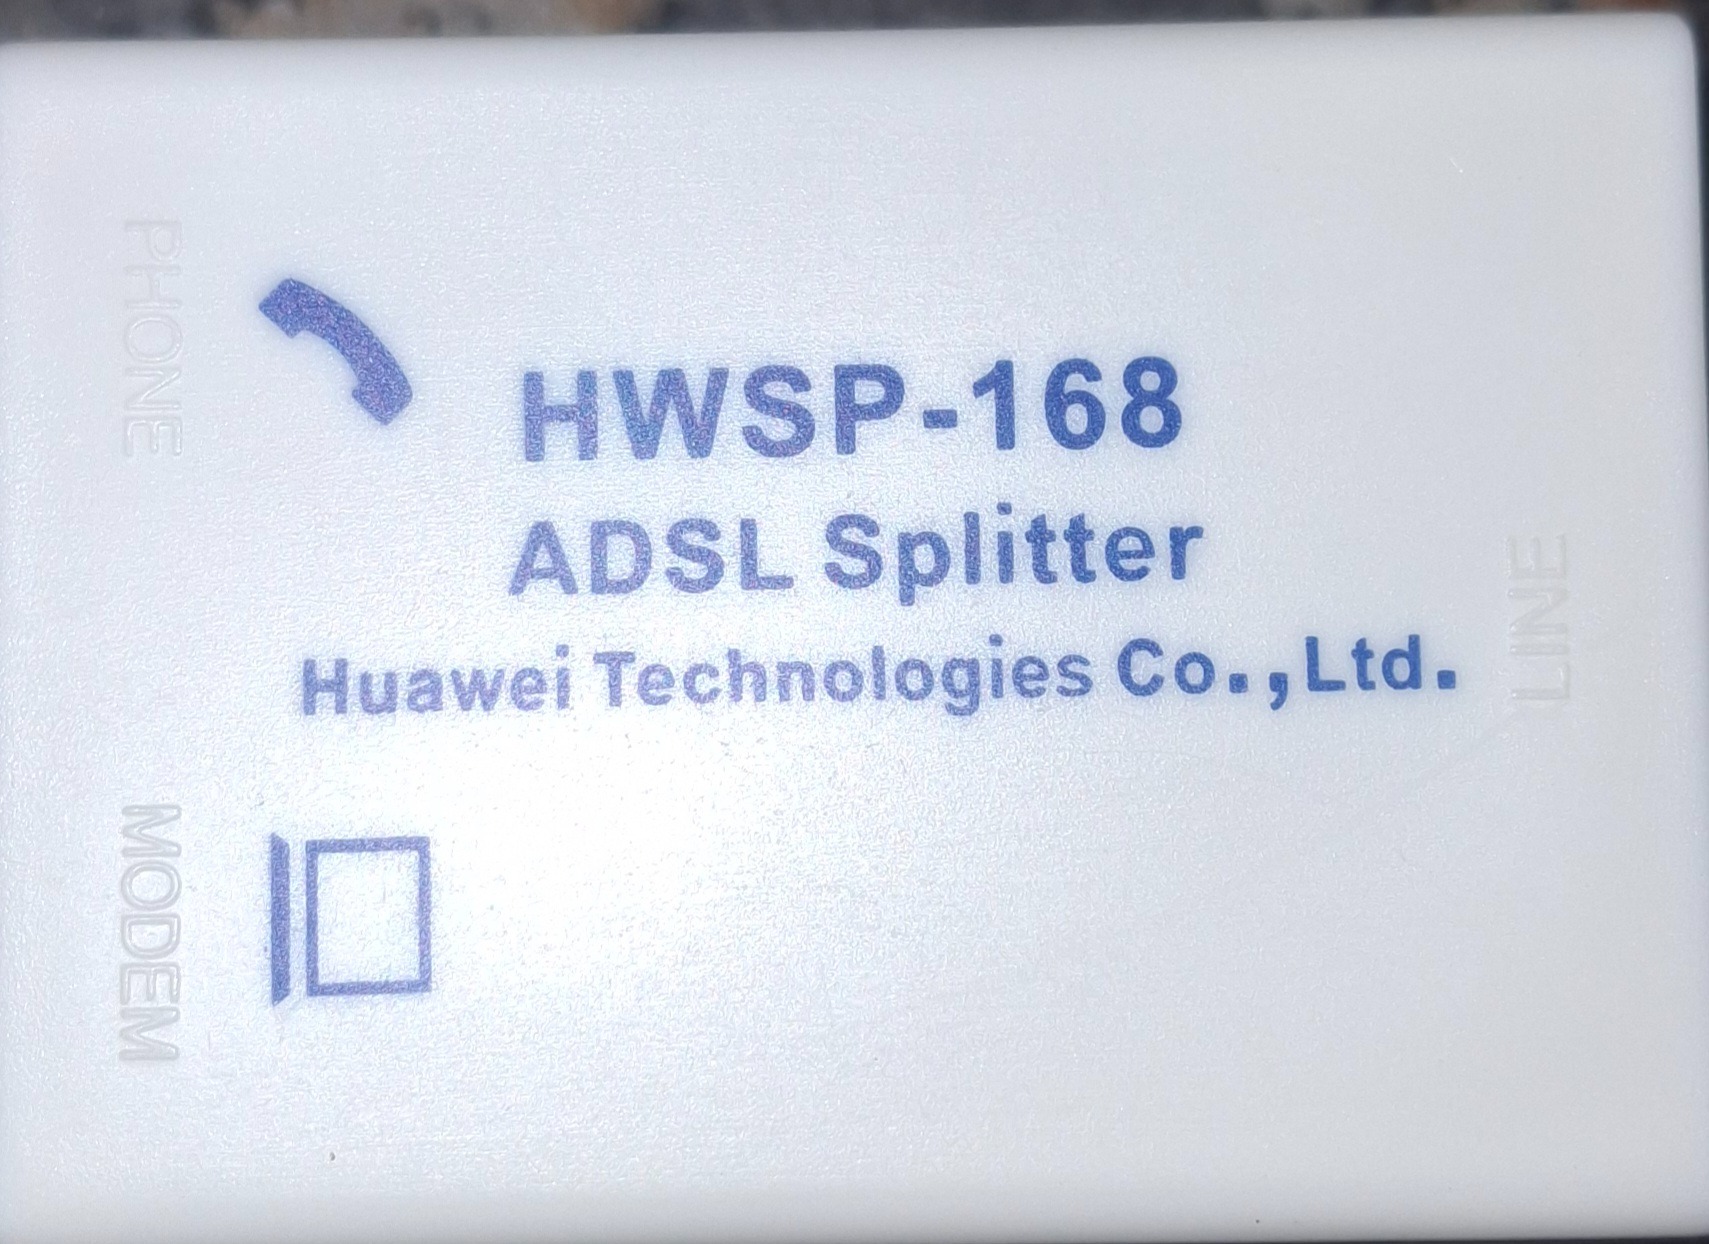 PHONE
HWSP-168
ADSL Splitter
Huawei Technologies Co.,Ltd.
LINE
MODEM